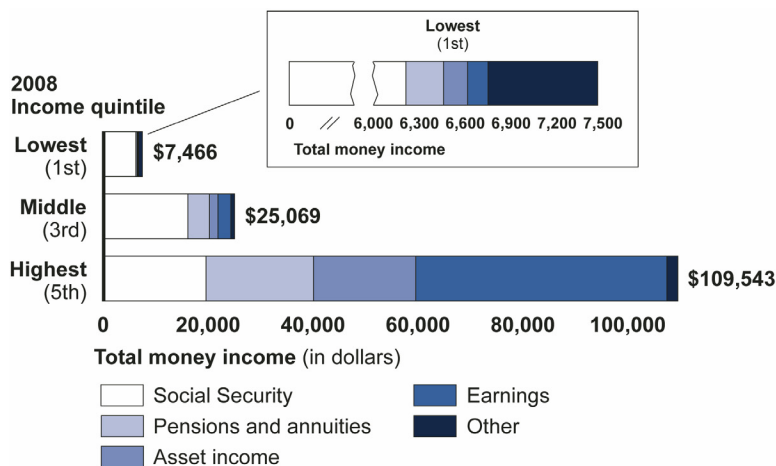 Lowest
(1st)
0 // 6,000 6,300 6,600 6,900 7,200 7,500
Total money income
2008
Income quintile
Lowest
(1st)
$7,466
Middle
(3rd)
$25,069
Highest
(5th)
$109,543
0 20,000 40,000 60,000 80,000 100,000
Total money income (in dollars)
Social Security
Pensions and annuities
Asset income
Earnings
Other